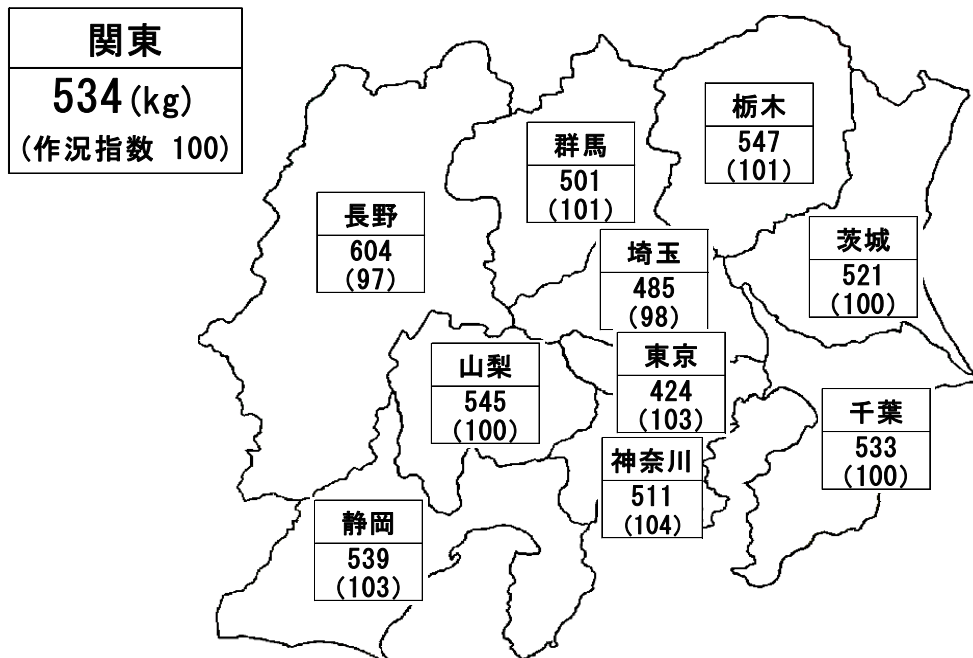 関東
534(kg)
(作況指数 100)
栃木
547
(101)
群馬
501
(101)
長野
604
(97)
茨城
521
(100)
埼玉
485
(98)
東京
424
(103)
山梨
545
(100)
千葉
533
(100)
神奈川
511
(104)
静岡
539
(103)